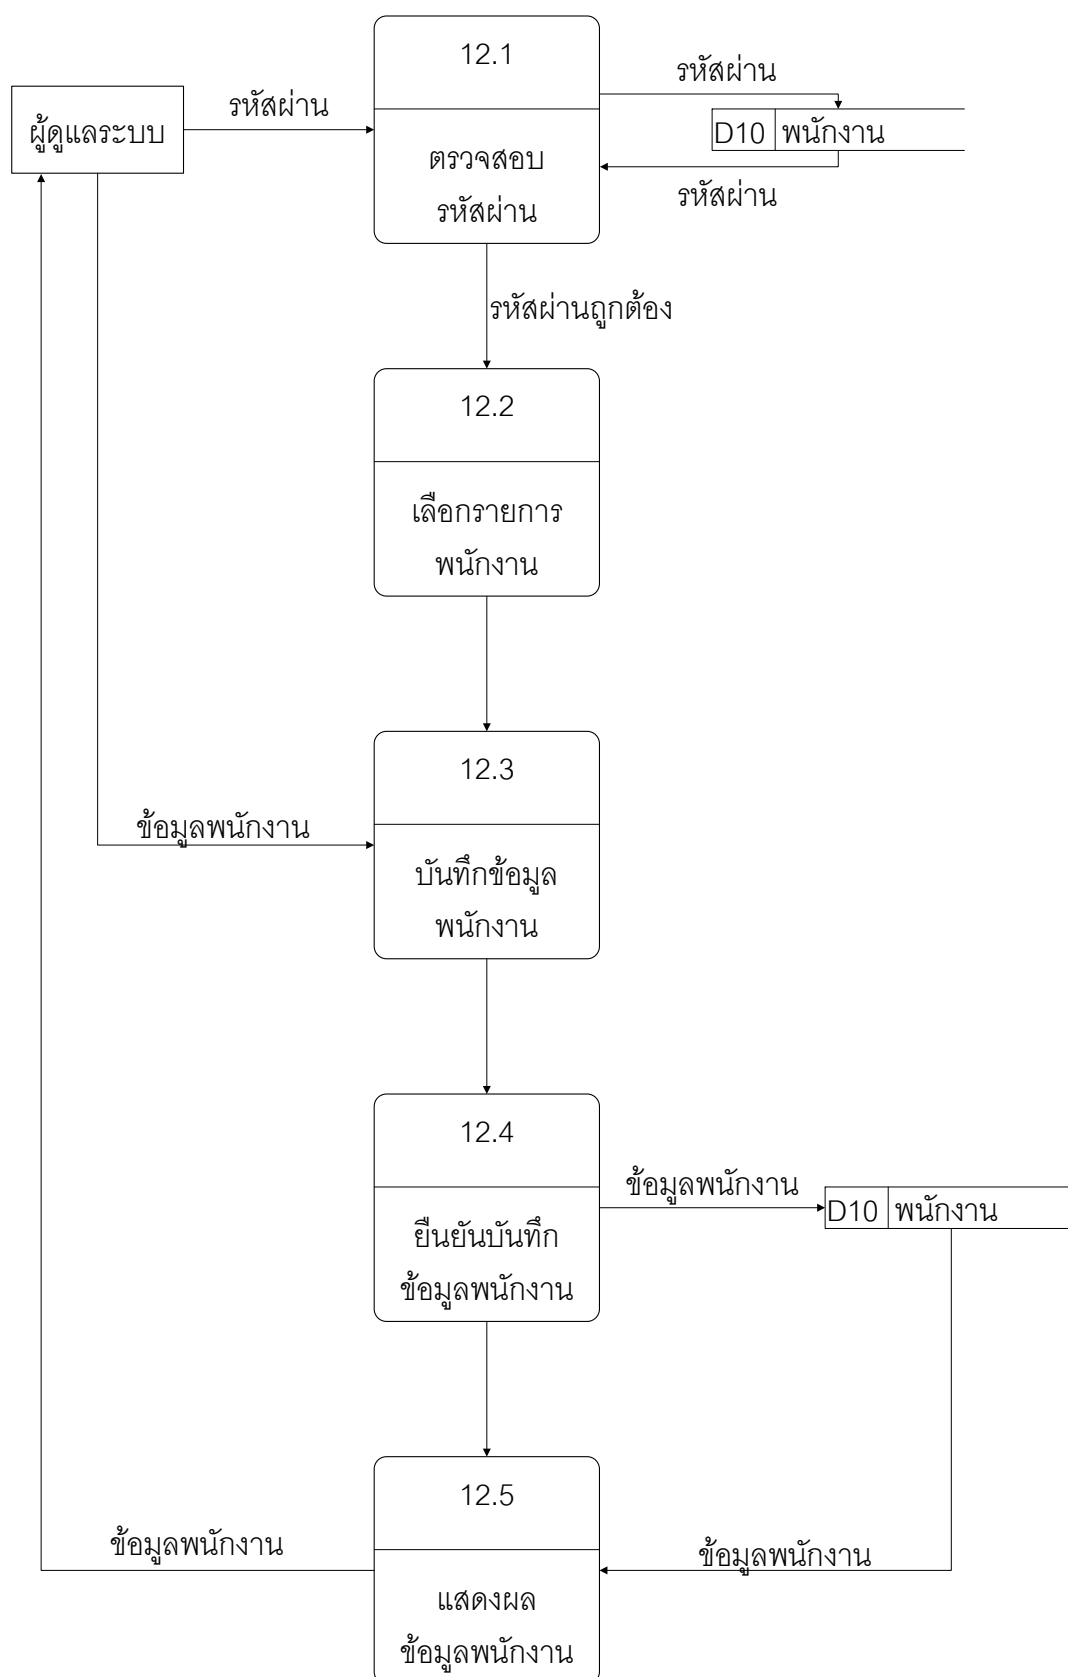 12.1
รหัสผ่าน
รหัสผ่าน
ผู้ดูแลระบบ
D10 พนักงาน
ตรวจสอบ
รหัสผ่าน
รหัสผ่าน
รหัสผ่านถูกต้อง
12.2
เลือกรายการ
พนักงาน
12.3
ข้อมูลพนักงาน
บันทึกข้อมูล
พนักงาน
12.4
ข้อมูลพนักงาน
D10 พนักงาน
ยืนยันบันทึก
ข้อมูลพนักงาน
12.5
ข้อมูลพนักงาน
ข้อมูลพนักงาน
แสดงผล
ข้อมูลพนักงาน